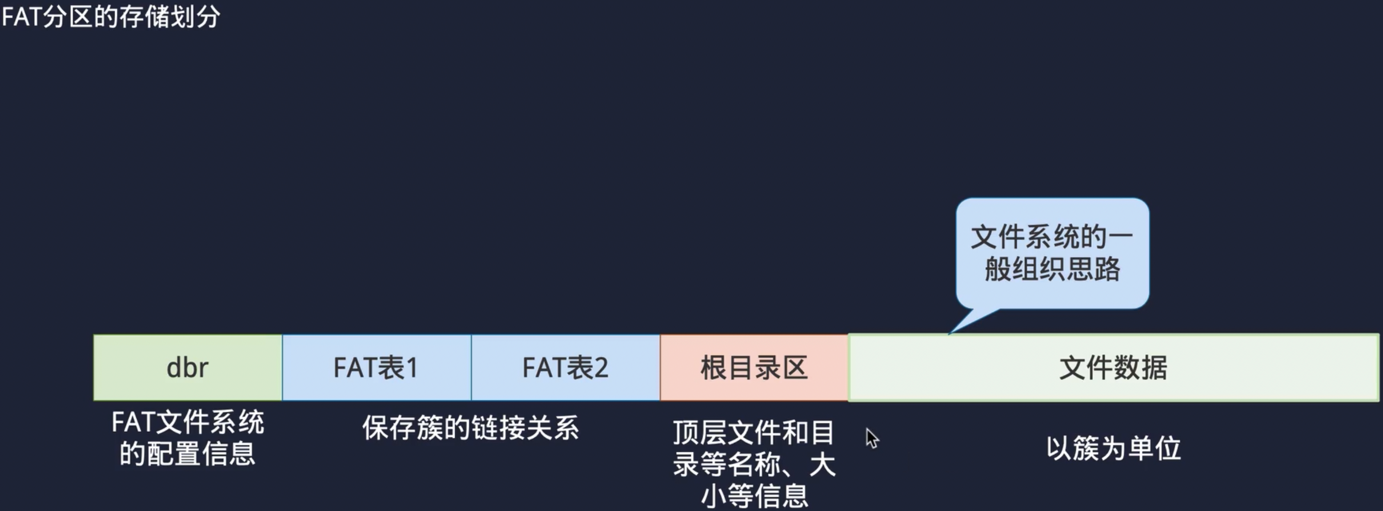 FAT分区的存储划分
文件系统的一
般组织思路
dbr
FAT表1
FAT表2
根目录区
文件数据
FAT文件系统
的配置信息
保存簇的链接关系
顶层文件和目
录等名称、大
小等信息
以簇为单位